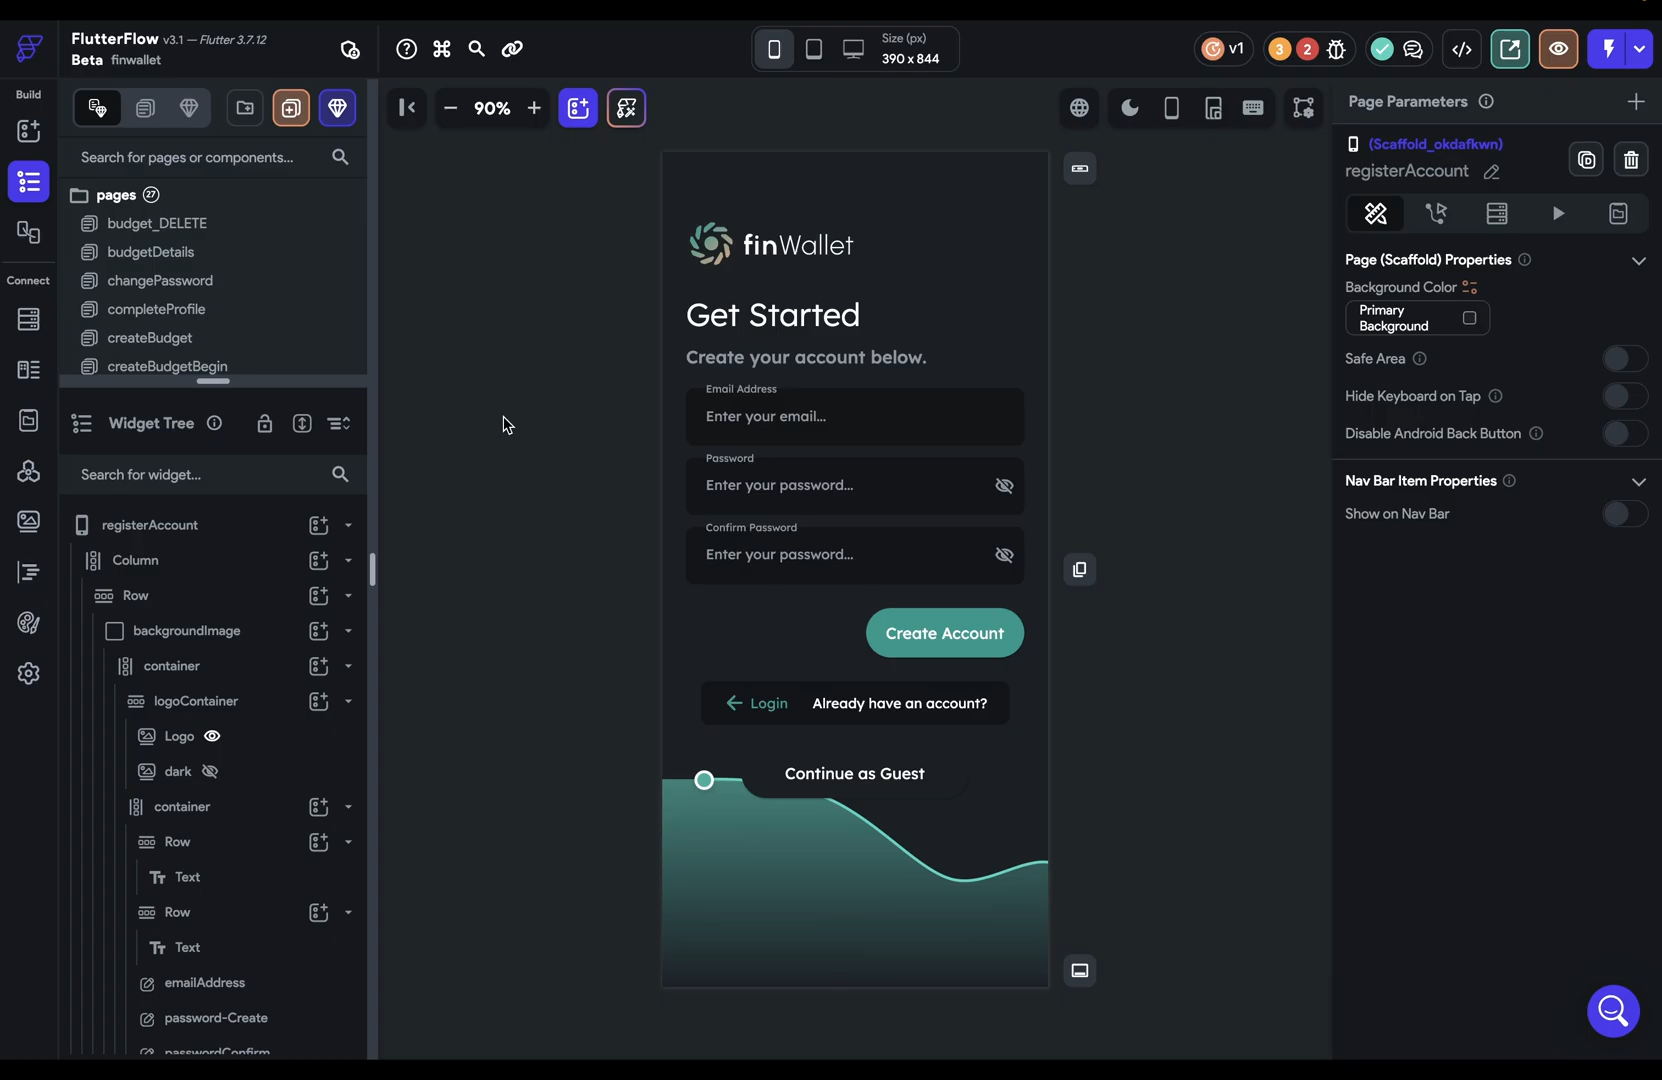 FlutterFlow v3.1 — Flutter 3.7.12
Beta finwallet
Size (px)
390 x 844
v1
3 2
Build
90%
Page Parameters
Search for pages or components...
(Scaffold_okdafkwn)
registerAccount
pages 27
budget_DELETE
budgetDetails
changePassword
completeProfile
createBudget
createBudgetBegin
Connect
Widget Tree
Search for widget...
registerAccount
Column
Row
backgroundImage
container
logoContainer
Logo
dark
container
Row
Text
Row
Text
emailAddress
password-Create
passwordConfirm
finWallet
Get Started
Create your account below.
Email Address
Enter your email...
Password
Enter your password...
Confirm Password
Enter your password...
Create Account
Login Already have an account?
Continue as Guest
Page (Scaffold) Properties
Background Color
Primary
Background
Safe Area
Hide Keyboard on Tap
Disable Android Back Button
Nav Bar Item Properties
Show on Nav Bar